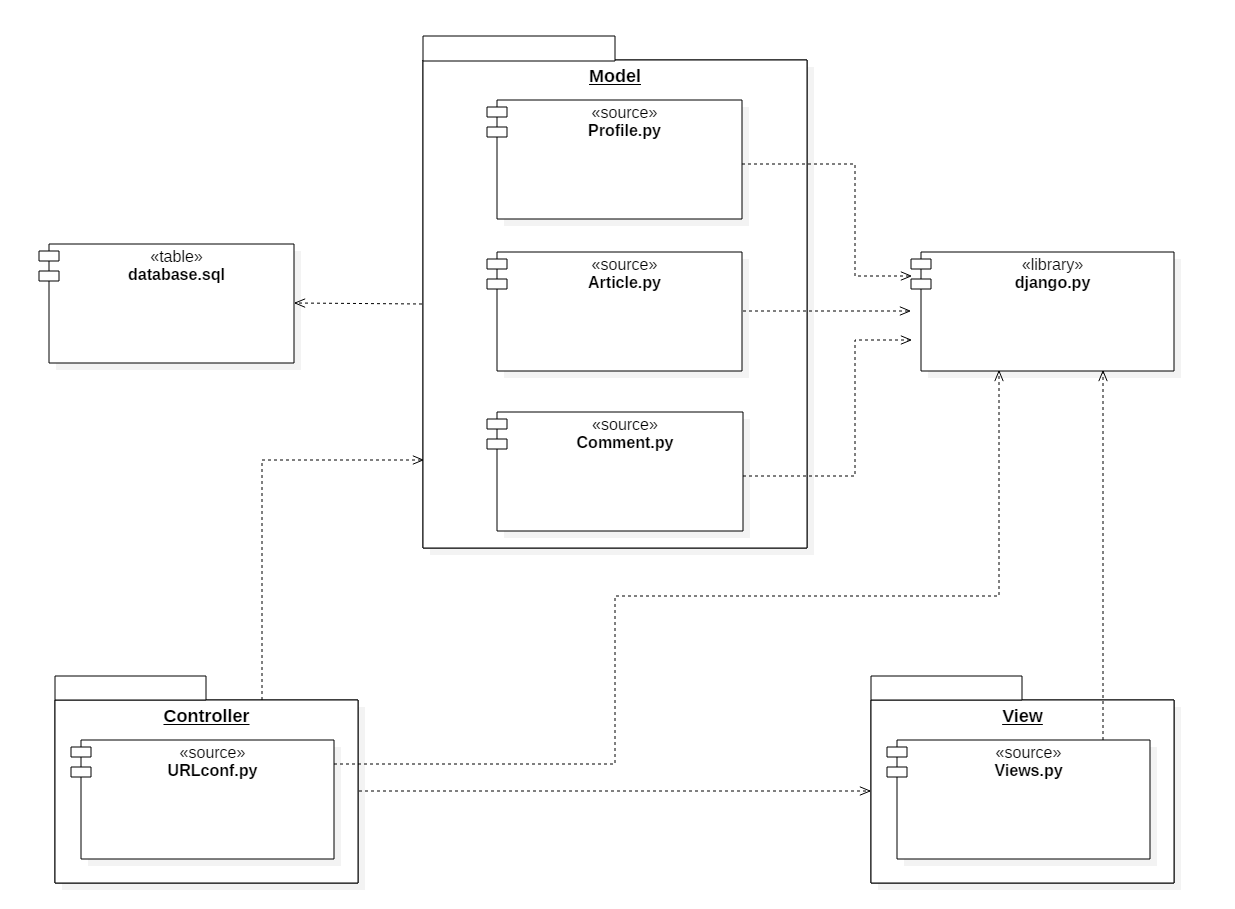 Model
«source»
Profile.py
«source»
Article.py
«source»
Comment.py
«table»
database.sql
«library»
django.py
Controller
«source»
URLconf.py
View
«source»
Views.py